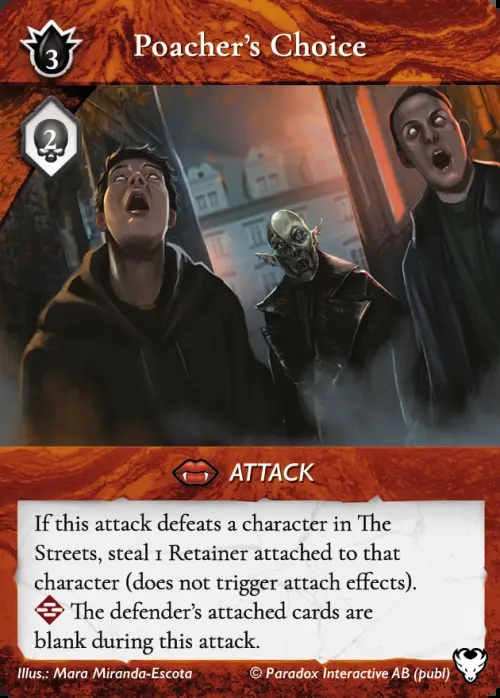 3
Poacher's Choice
2
ATTACK
If this attack defeats a character in The
Streets, steal 1 Retainer attached to that
character (does not trigger attach effects).
The defender's attached cards are
blank during this attack.
Illus.: Mara Miranda-Escota © Paradox Interactive AB (publ)